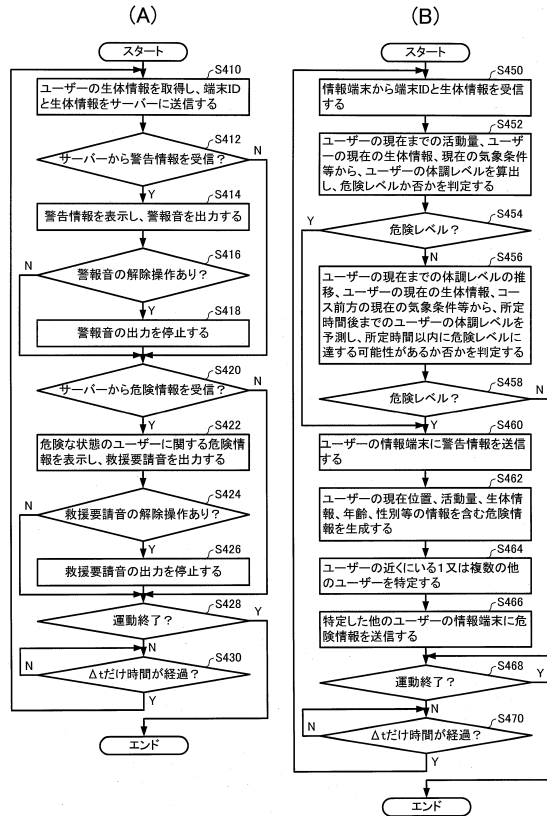 (A)
スタート
S410
ユーザーの生体情報を取得し、端末ID
と生体情報をサーバーに送信する
S412
サーバーから警告情報を受信？
N
Y
S414
警告情報を表示し、警報音を出力する
S416
N
警報音の解除操作あり？
Y
S418
警報音の出力を停止する
S420
サーバーから危険情報を受信？
N
Y
S422
危険な状態のユーザーに関する危険情
報を表示し、救援要請音を出力する
S424
N
救援要請音の解除操作あり？
Y
S426
救援要請音の出力を停止する
S428
運動終了？
Y
N
S430
N
Δtだけ時間が経過？
Y
エンド
(B)
スタート
S450
情報端末から端末IDと生体情報を受信
する
S452
ユーザーの現在までの活動量、ユー
ザーの現在の生体情報、現在の気象条件
等から、ユーザーの体調レベルを算出
し、危険レベルか否かを判定する
S454
Y
危険レベル？
N
S456
ユーザーの現在までの体調レベルの推
移、ユーザーの現在の生体情報、コー
ス前方の現在の気象条件等から、所定
時間後までのユーザーの体調レベルを
予測し、所定時間以内に危険レベルに
達する可能性があるか否かを判定する
S458
危険レベル？
N
Y
S460
ユーザーの情報端末に警告情報を送信
する
S462
ユーザーの現在位置、活動量、生体情
報、年齢、性別等の情報を含む危険情
報を生成する
S464
ユーザーの近くにいる1又は複数の他
のユーザーを特定する
S466
特定した他のユーザーの情報端末に危
険情報を送信する
S468
運動終了？
Y
N
S470
N
Δtだけ時間が経過？
Y
エンド